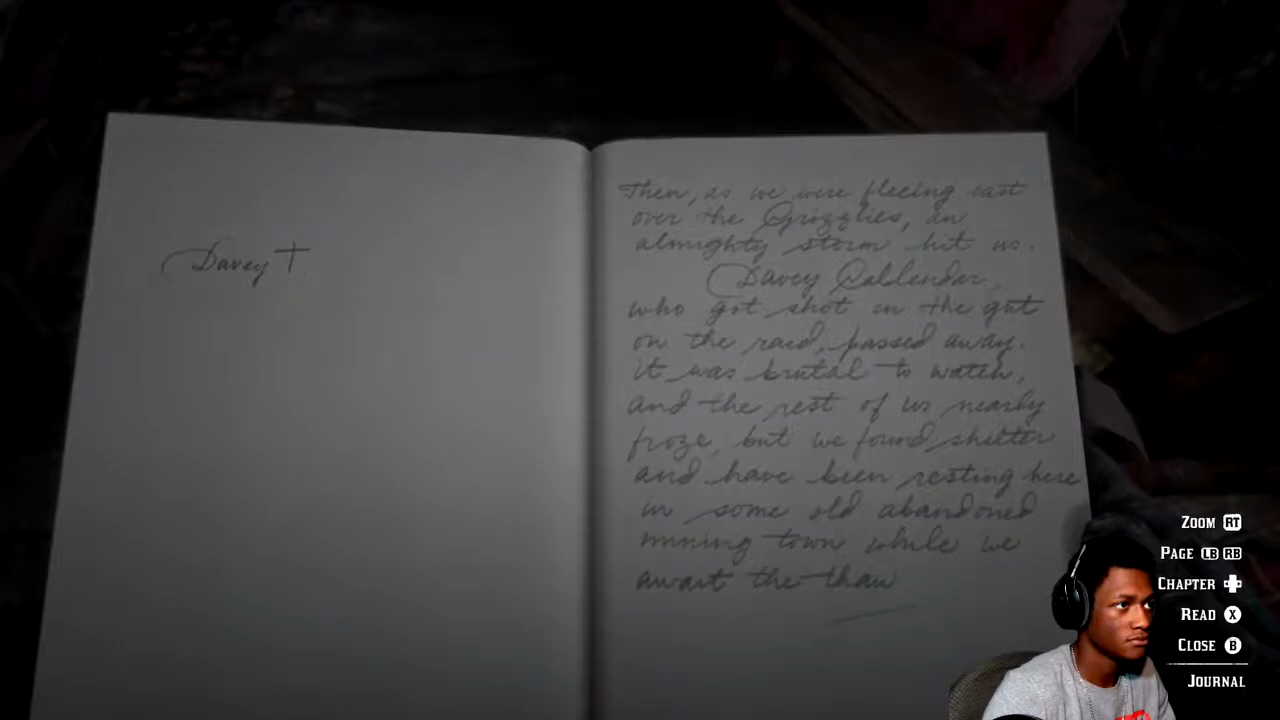 Davey †
Then, as we were fleeing east
over the Grizzlies, an
almighty storm hit us.
Davey Callendar,
who got shot in the gut
on the raid, passed away.
it was brutal to watch,
and the rest of us nearly
froze, but we found shelter
and have been resting here
in some old abandoned
mining town while we
await the thaw
ZOOM RT
PAGE LB RB
CHAPTER
READ X
CLOSE B
JOURNAL